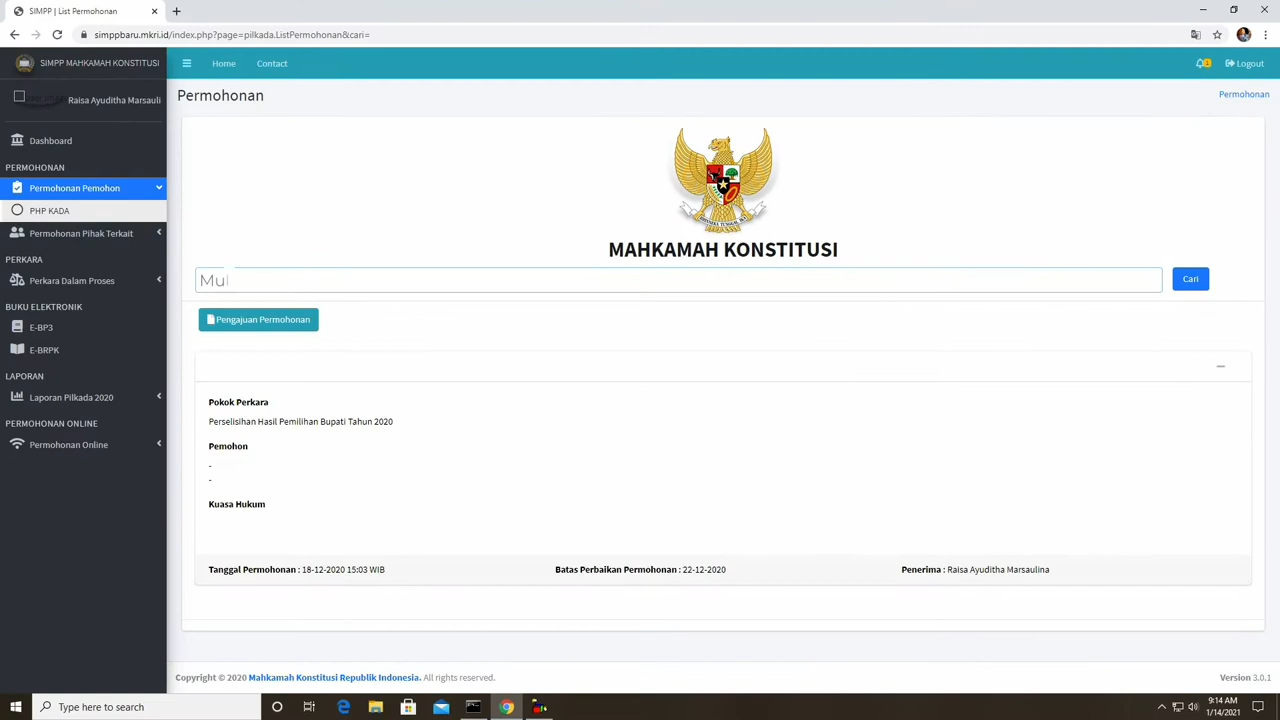 SIMPP | List Permohonan
simppbaru.mkri.id/index.php?page=pilkada.ListPermohonan&cari=
SIMPP MAHKAMAH KONSTITUSI
Home
Contact
1
Logout
Raisa Ayuditha Marsauli
Permohonan
Permohonan
Dashboard
PERMOHONAN
Permohonan Pemohon
PHP KADA
Permohonan Pihak Terkait
PERKARA
Perkara Dalam Proses
BUKU ELEKTRONIK
E-BP3
E-BRPK
LAPORAN
Laporan Pilkada 2020
PERMOHONAN ONLINE
Permohonan Online
BHINNEKA TUNGGAL IKA
MAHKAMAH KONSTITUSI
Cari
Pengajuan Permohonan
Pokok Perkara
Perselisihan Hasil Pemilihan Bupati Tahun 2020
Pemohon
-
-
Kuasa Hukum
Tanggal Permohonan : 18-12-2020 15:03 WIB
Batas Perbaikan Permohonan : 22-12-2020
Penerima : Raisa Ayuditha Marsaulina
Copyright © 2020 Mahkamah Konstitusi Republik Indonesia. All rights reserved.
Version 3.0.1
Type here to search
9:14 AM
1/14/2021